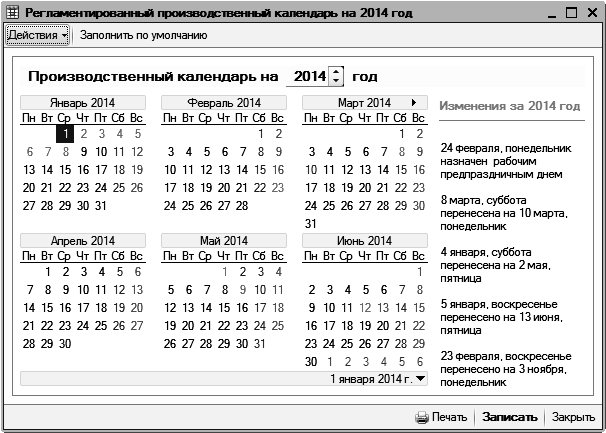 Регламентированный производственный календарь на 2014 год
Действия Заполнить по умолчанию
Производственный календарь на 2014 год
Январь 2014
Пн Вт Ср Чт Пт Сб Вс
1 2 3 4 5
6 7 8 9 10 11 12
13 14 15 16 17 18 19
20 21 22 23 24 25 26
27 28 29 30 31
Февраль 2014
Пн Вт Ср Чт Пт Сб Вс
1 2
3 4 5 6 7 8 9
10 11 12 13 14 15 16
17 18 19 20 21 22 23
24 25 26 27 28
Март 2014
Пн Вт Ср Чт Пт Сб Вс
1 2
3 4 5 6 7 8 9
10 11 12 13 14 15 16
17 18 19 20 21 22 23
24 25 26 27 28 29 30
31
Апрель 2014
Пн Вт Ср Чт Пт Сб Вс
1 2 3 4 5 6
7 8 9 10 11 12 13
14 15 16 17 18 19 20
21 22 23 24 25 26 27
28 29 30
Май 2014
Пн Вт Ср Чт Пт Сб Вс
1 2 3 4
5 6 7 8 9 10 11
12 13 14 15 16 17 18
19 20 21 22 23 24 25
26 27 28 29 30 31
Июнь 2014
Пн Вт Ср Чт Пт Сб Вс
1
2 3 4 5 6 7 8
9 10 11 12 13 14 15
16 17 18 19 20 21 22
23 24 25 26 27 28 29
30 1 2 3 4 5 6
1 января 2014 г.
Изменения за 2014 год
24 февраля, понедельник
назначен рабочим
предпраздничным днем
8 марта, суббота
перенесена на 10 марта,
понедельник
4 января, суббота
перенесена на 2 мая,
пятница
5 января, воскресенье
перенесено на 13 июня,
пятница
23 февраля, воскресенье
перенесено на 3 ноября,
понедельник
Печать Записать Закрыть